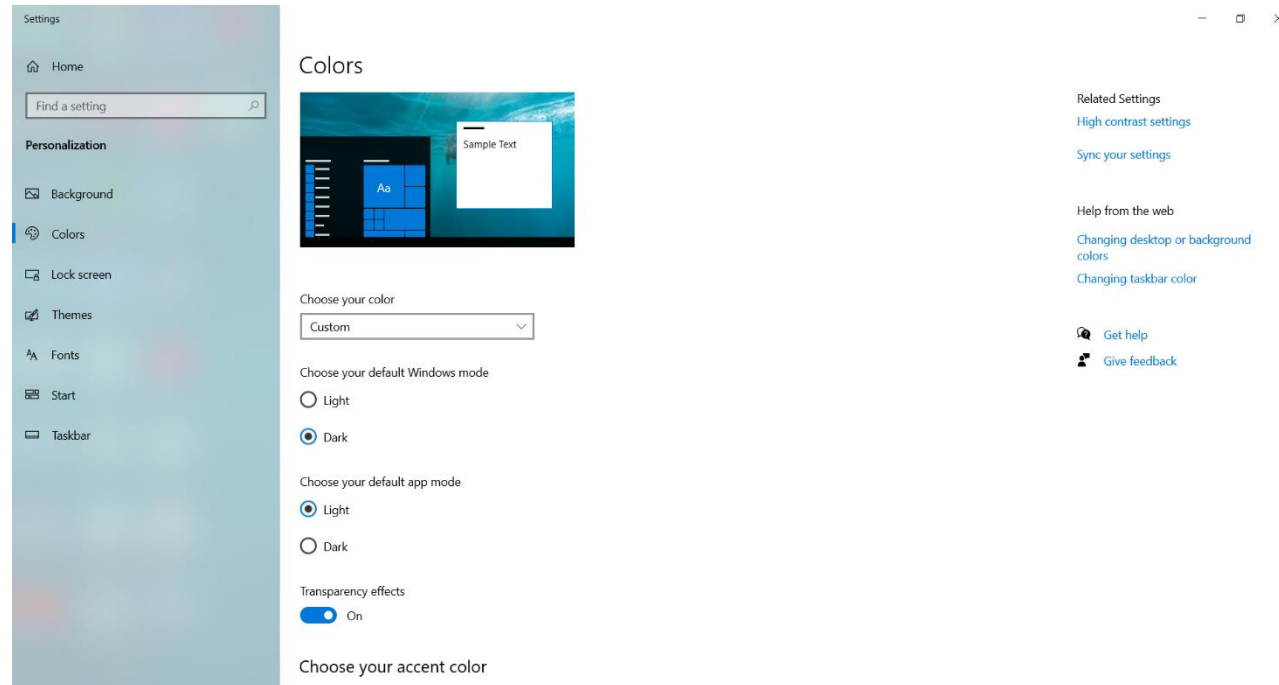 Settings
Home
Find a setting
Personalization
Background
Colors
Lock screen
Themes
Fonts
Start
Taskbar
Colors
Sample Text
Aa
Choose your color
Custom
Choose your default Windows mode
Light
Dark
Choose your default app mode
Light
Dark
Transparency effects
On
Choose your accent color
Related Settings
High contrast settings
Sync your settings
Help from the web
Changing desktop or background
colors
Changing taskbar color
Get help
Give feedback